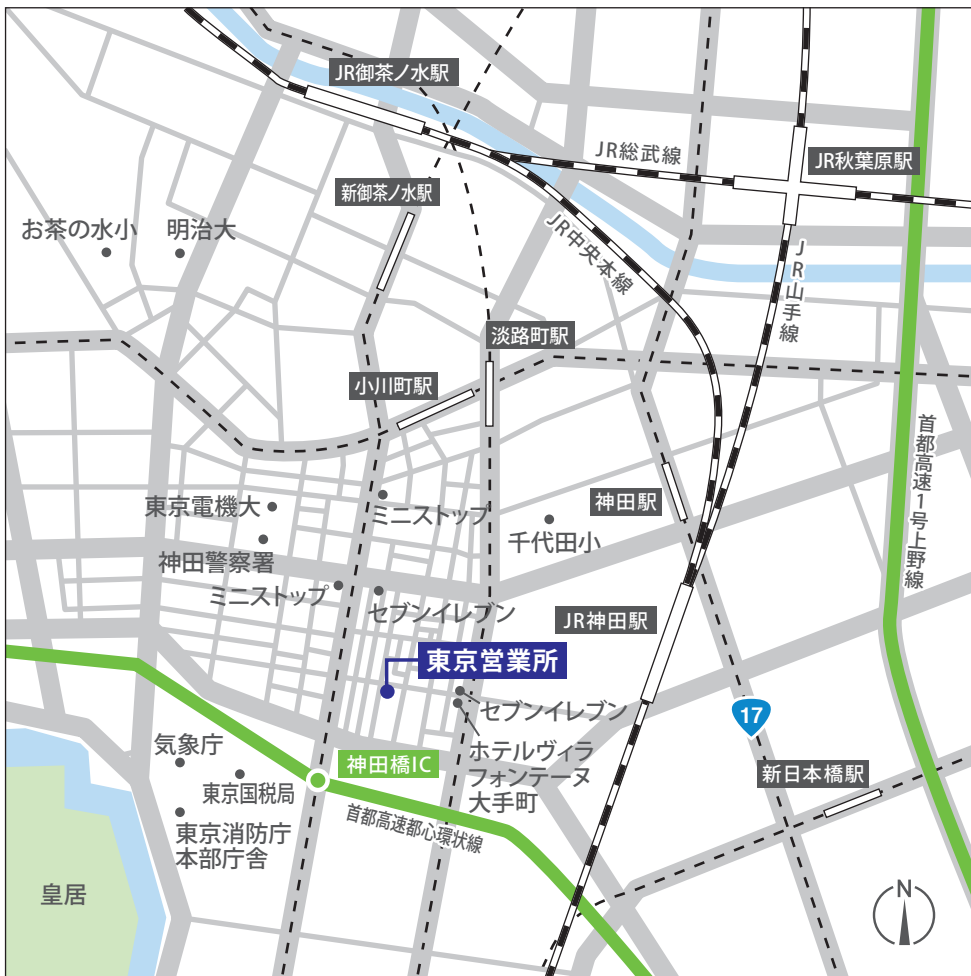 JR御茶ノ水駅
JR総武線
JR秋葉原駅
新御茶ノ水駅
お茶の水小
明治大
JR中央本線
JR山手線
淡路町駅
小川町駅
首都高速1号上野線
東京電機大
ミニストップ
神田駅
千代田小
神田警察署
ミニストップ
セブンイレブン
JR神田駅
東京営業所
セブンイレブン
17
気象庁
神田橋IC
ホテルヴィラ
フォンテーヌ
大手町
新日本橋駅
東京国税局
首都高速都心環状線
東京消防庁
本部庁舎
皇居
N